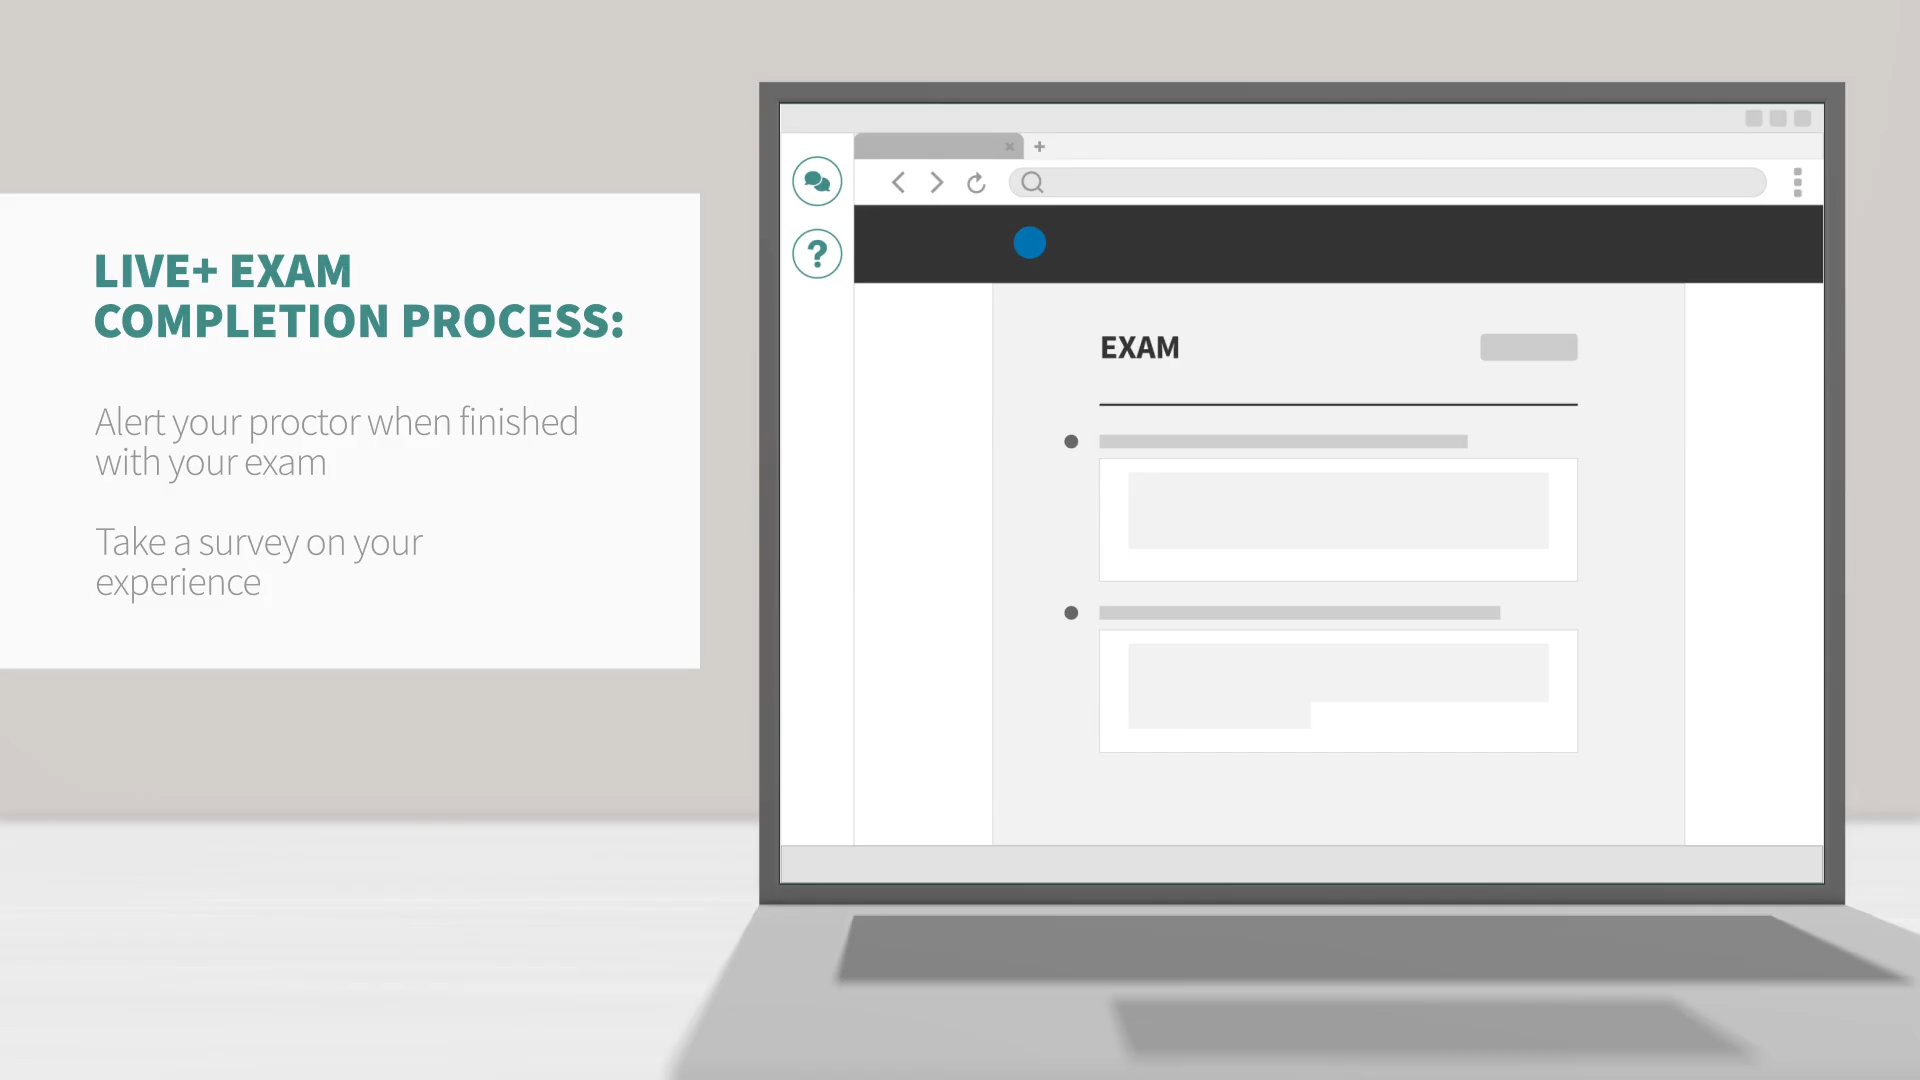 LIVE+ EXAM
COMPLETION PROCESS:
Alert your proctor when finished
with your exam
Take a survey on your
experience
EXAM